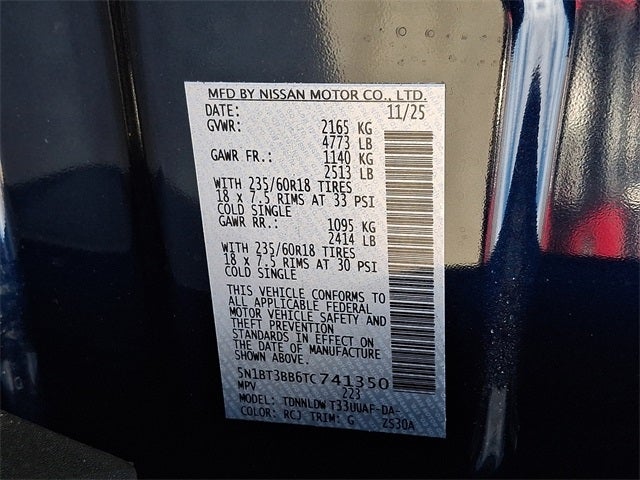 MFD BY NISSAN MOTOR CO., LTD.
DATE: 11/25
GVWR: 2165 KG
4773 LB
GAWR FR.: 1140 KG
2513 LB
WITH 235/60R18 TIRES
18 x 7.5 RIMS AT 33 PSI
COLD SINGLE
GAWR RR.: 1095 KG
2414 LB
WITH 235/60R18 TIRES
18 x 7.5 RIMS AT 30 PSI
COLD SINGLE
THIS VEHICLE CONFORMS TO
ALL APPLICABLE FEDERAL
MOTOR VEHICLE SAFETY AND
THEFT PREVENTION
STANDARDS IN EFFECT ON
THE DATE OF MANUFACTURE
SHOWN ABOVE.
5N1BT3BB6TC741350
MPV 223
MODEL: TDNNLDW T33UUAF-DA-
COLOR: RCJ TRIM: G 2S30A